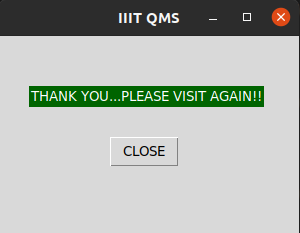 IIIT QMS
THANK YOU...PLEASE VISIT AGAIN!!
CLOSE